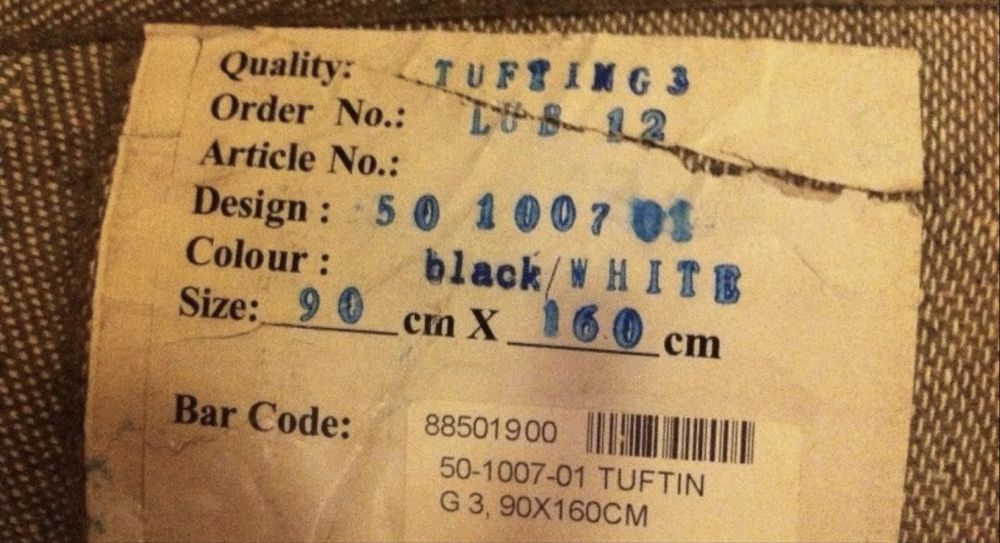 Quality: TUFTING3
Order No.: LUB 12
Article No.:
Design : 50 1007 01
Colour : black/WHITE
Size: 90 cm X 160 cm
Bar Code: 88501900
50-1007-01 TUFTIN
G 3, 90X160CM